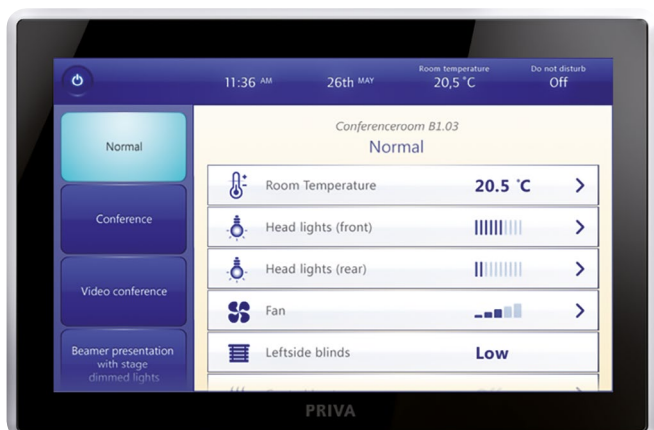 11:36 AM
26th MAY
Room temperature
20,5 °C
Do not disturb
Off
Normal
Conference
Video conference
Beamer presentation
with stage
dimmed lights
Conferenceroom B1.03
Normal
Room Temperature 20.5 °C
Head lights (front)
Head lights (rear)
Fan
Leftside blinds Low
PRIVA